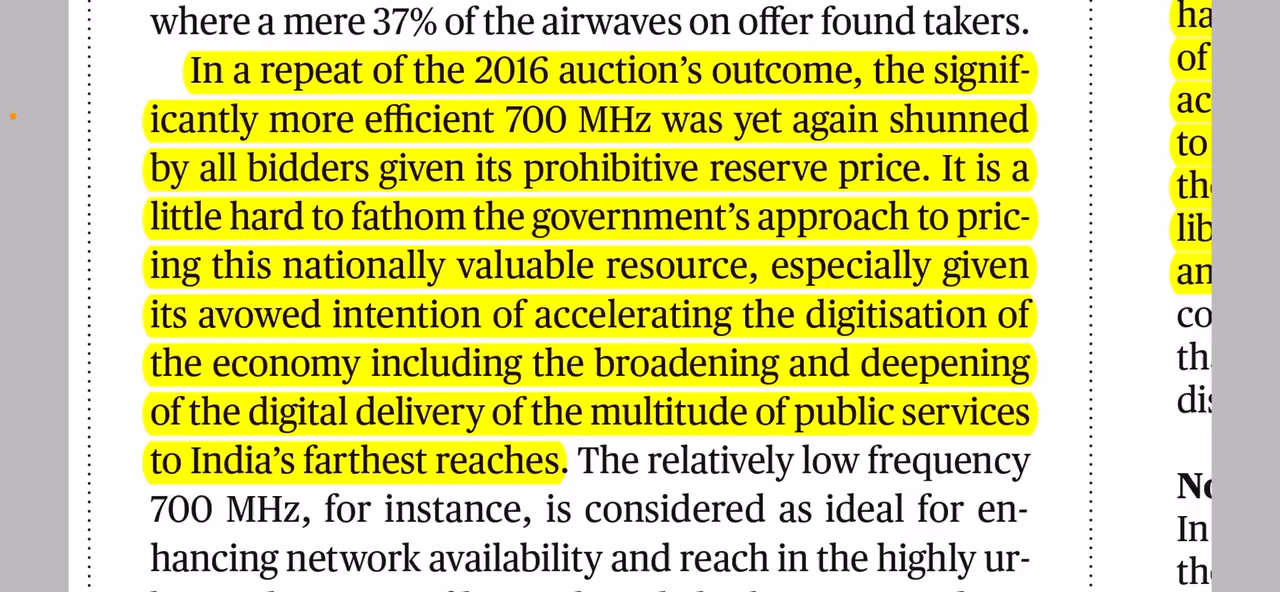 where a mere 37% of the airwaves on offer found takers.
In a repeat of the 2016 auction's outcome, the signif-
icantly more efficient 700 MHz was yet again shunned
by all bidders given its prohibitive reserve price. It is a
little hard to fathom the government's approach to pric-
ing this nationally valuable resource, especially given
its avowed intention of accelerating the digitisation of
the economy including the broadening and deepening
of the digital delivery of the multitude of public services
to India's farthest reaches. The relatively low frequency
700 MHz, for instance, is considered as ideal for en-
hancing network availability and reach in the highly ur-
of
to
In